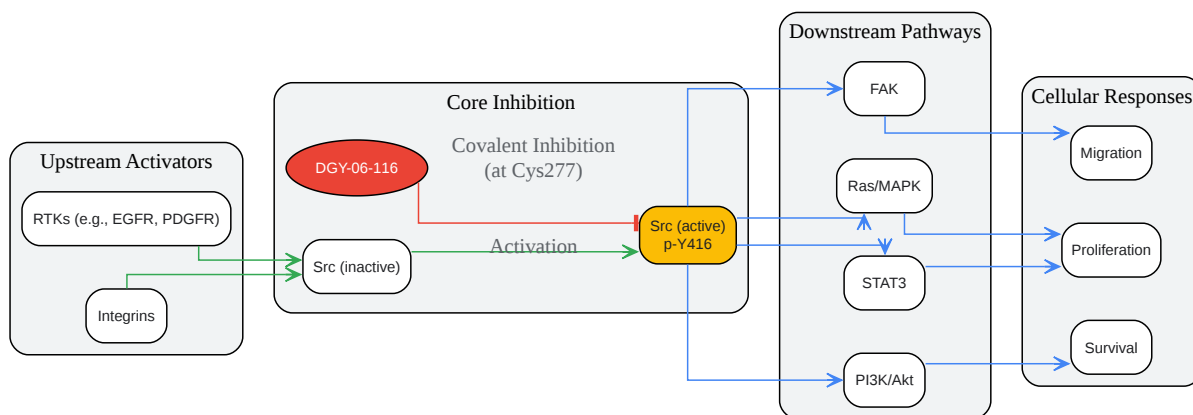 Upstream Activators
RTKs (e.g., EGFR, PDGFR)
Integrins
Core Inhibition
DGY-06-116
Covalent Inhibition
(at Cys277)
Src (inactive)
Activation
Src (active)
p-Y416
Downstream Pathways
FAK
Ras/MAPK
STAT3
PI3K/Akt
Cellular Responses
Migration
Proliferation
Survival